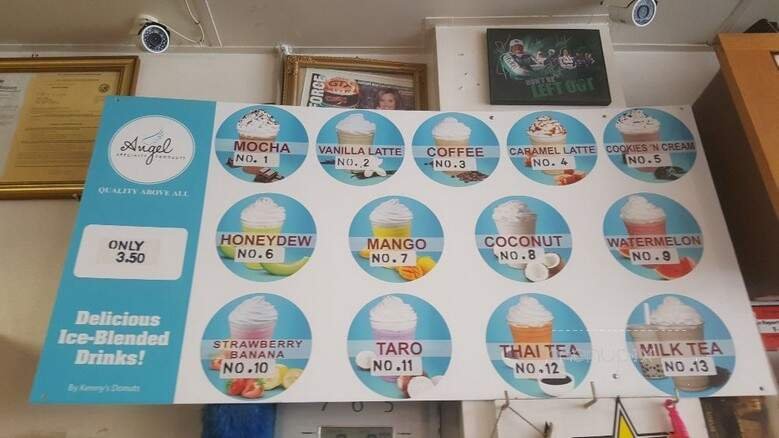 FORCE
DON'T BE
LEFT OUT
Angel
SPECIALTY PRODUCTS
QUALITY ABOVE ALL
ONLY
3.50
Delicious
Ice-Blended
Drinks!
By Kenny's Donuts
MOCHA
NO. 1
VANILLA LATTE
NO. 2
COFFEE
NO. 3
CARAMEL LATTE
NO. 4
COOKIES 'N CREAM
NO. 5
HONEYDEW
NO. 6
MANGO
NO. 7
COCONUT
NO. 8
WATERMELON
NO. 9
STRAWBERRY
BANANA
NO. 10
TARO
NO. 11
THAI TEA
NO. 12
MILK TEA
NO. 13